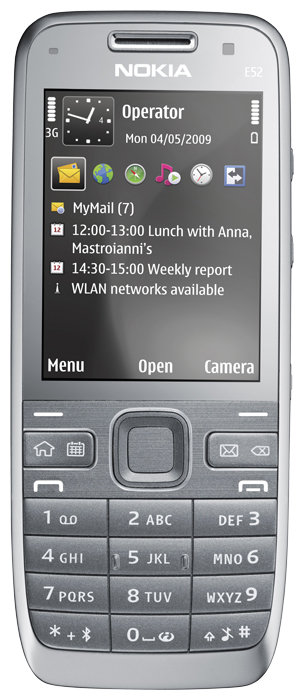 NOKIA
E52
3G
4
Operator
Mon 04/05/2009
MyMail (7)
12 12:00-13:00 Lunch with Anna,
Mastroianni's
12 14:30-15:00 Weekly report
WLAN networks available
Menu Open Camera
1 2 ABC DEF 3
4 GHI 5 JKL MNO 6
7 PQRS 8 TUV WXYZ 9
* + 0 #